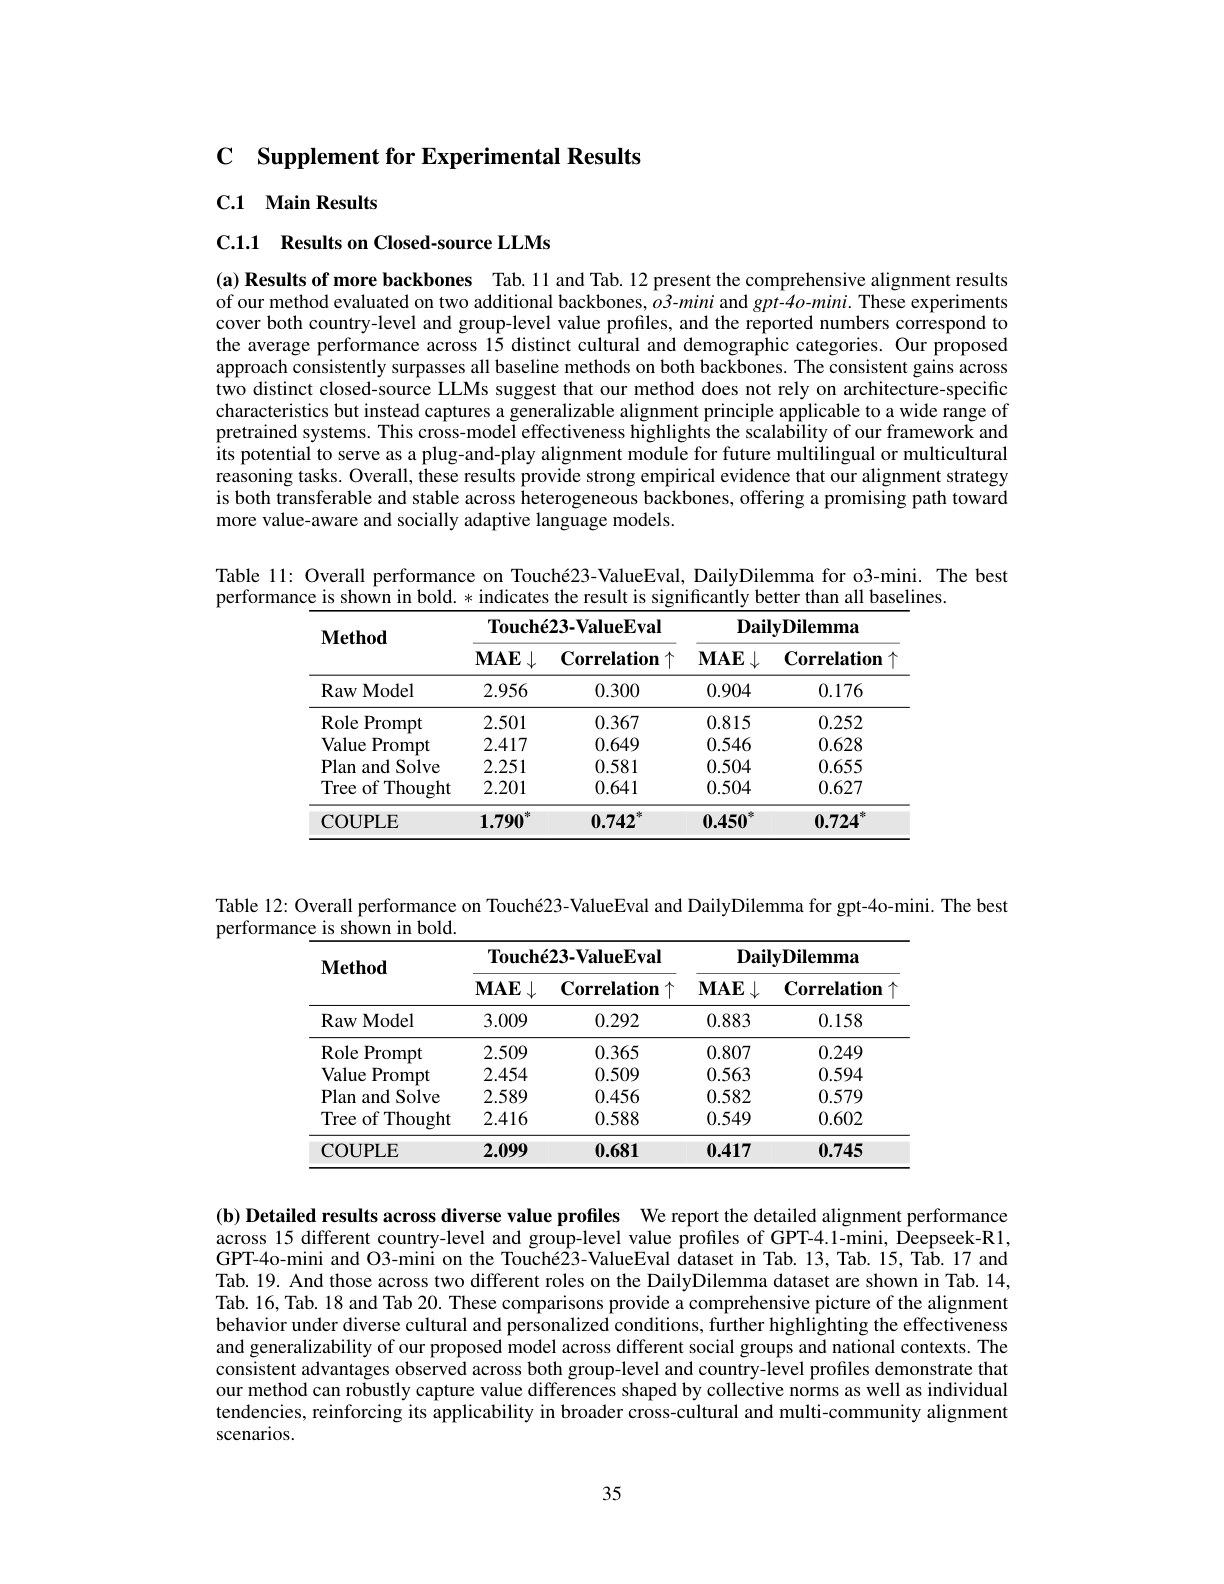 C Supplement for Experimental Results
C.1 Main Results
C.1.1 Results on Closed-source LLMs
(a) Results of more backbones Tab. 11 and Tab. 12 present the comprehensive alignment results
of our method evaluated on two additional backbones, o3-mini and gpt-4o-mini. These experiments
cover both country-level and group-level value profiles, and the reported numbers correspond to
the average performance across 15 distinct cultural and demographic categories. Our proposed
approach consistently surpasses all baseline methods on both backbones. The consistent gains across
two distinct closed-source LLMs suggest that our method does not rely on architecture-specific
characteristics but instead captures a generalizable alignment principle applicable to a wide range of
pretrained systems. This cross-model effectiveness highlights the scalability of our framework and
its potential to serve as a plug-and-play alignment module for future multilingual or multicultural
reasoning tasks. Overall, these results provide strong empirical evidence that our alignment strategy
is both transferable and stable across heterogeneous backbones, offering a promising path toward
more value-aware and socially adaptive language models.
Table 11: Overall performance on Touché23-ValueEval, DailyDilemma for o3-mini. The best
performance is shown in bold. * indicates the result is significantly better than all baselines.
Method Touché23-ValueEval DailyDilemma
MAE ↓ Correlation ↑ MAE ↓ Correlation ↑
Raw Model 2.956 0.300 0.904 0.176
Role Prompt 2.501 0.367 0.815 0.252
Value Prompt 2.417 0.649 0.546 0.628
Plan and Solve 2.251 0.581 0.504 0.655
Tree of Thought 2.201 0.641 0.504 0.627
COUPLE 1.790* 0.742* 0.450* 0.724*
Table 12: Overall performance on Touché23-ValueEval and DailyDilemma for gpt-4o-mini. The best
performance is shown in bold.
Method Touché23-ValueEval DailyDilemma
MAE ↓ Correlation ↑ MAE ↓ Correlation ↑
Raw Model 3.009 0.292 0.883 0.158
Role Prompt 2.509 0.365 0.807 0.249
Value Prompt 2.454 0.509 0.563 0.594
Plan and Solve 2.589 0.456 0.582 0.579
Tree of Thought 2.416 0.588 0.549 0.602
COUPLE 2.099 0.681 0.417 0.745
(b) Detailed results across diverse value profiles We report the detailed alignment performance
across 15 different country-level and group-level value profiles of GPT-4.1-mini, Deepseek-R1,
GPT-4o-mini and O3-mini on the Touché23-ValueEval dataset in Tab. 13, Tab. 15, Tab. 17 and
Tab. 19. And those across two different roles on the DailyDilemma dataset are shown in Tab. 14,
Tab. 16, Tab. 18 and Tab 20. These comparisons provide a comprehensive picture of the alignment
behavior under diverse cultural and personalized conditions, further highlighting the effectiveness
and generalizability of our proposed model across different social groups and national contexts. The
consistent advantages observed across both group-level and country-level profiles demonstrate that
our method can robustly capture value differences shaped by collective norms as well as individual
tendencies, reinforcing its applicability in broader cross-cultural and multi-community alignment
scenarios.
35